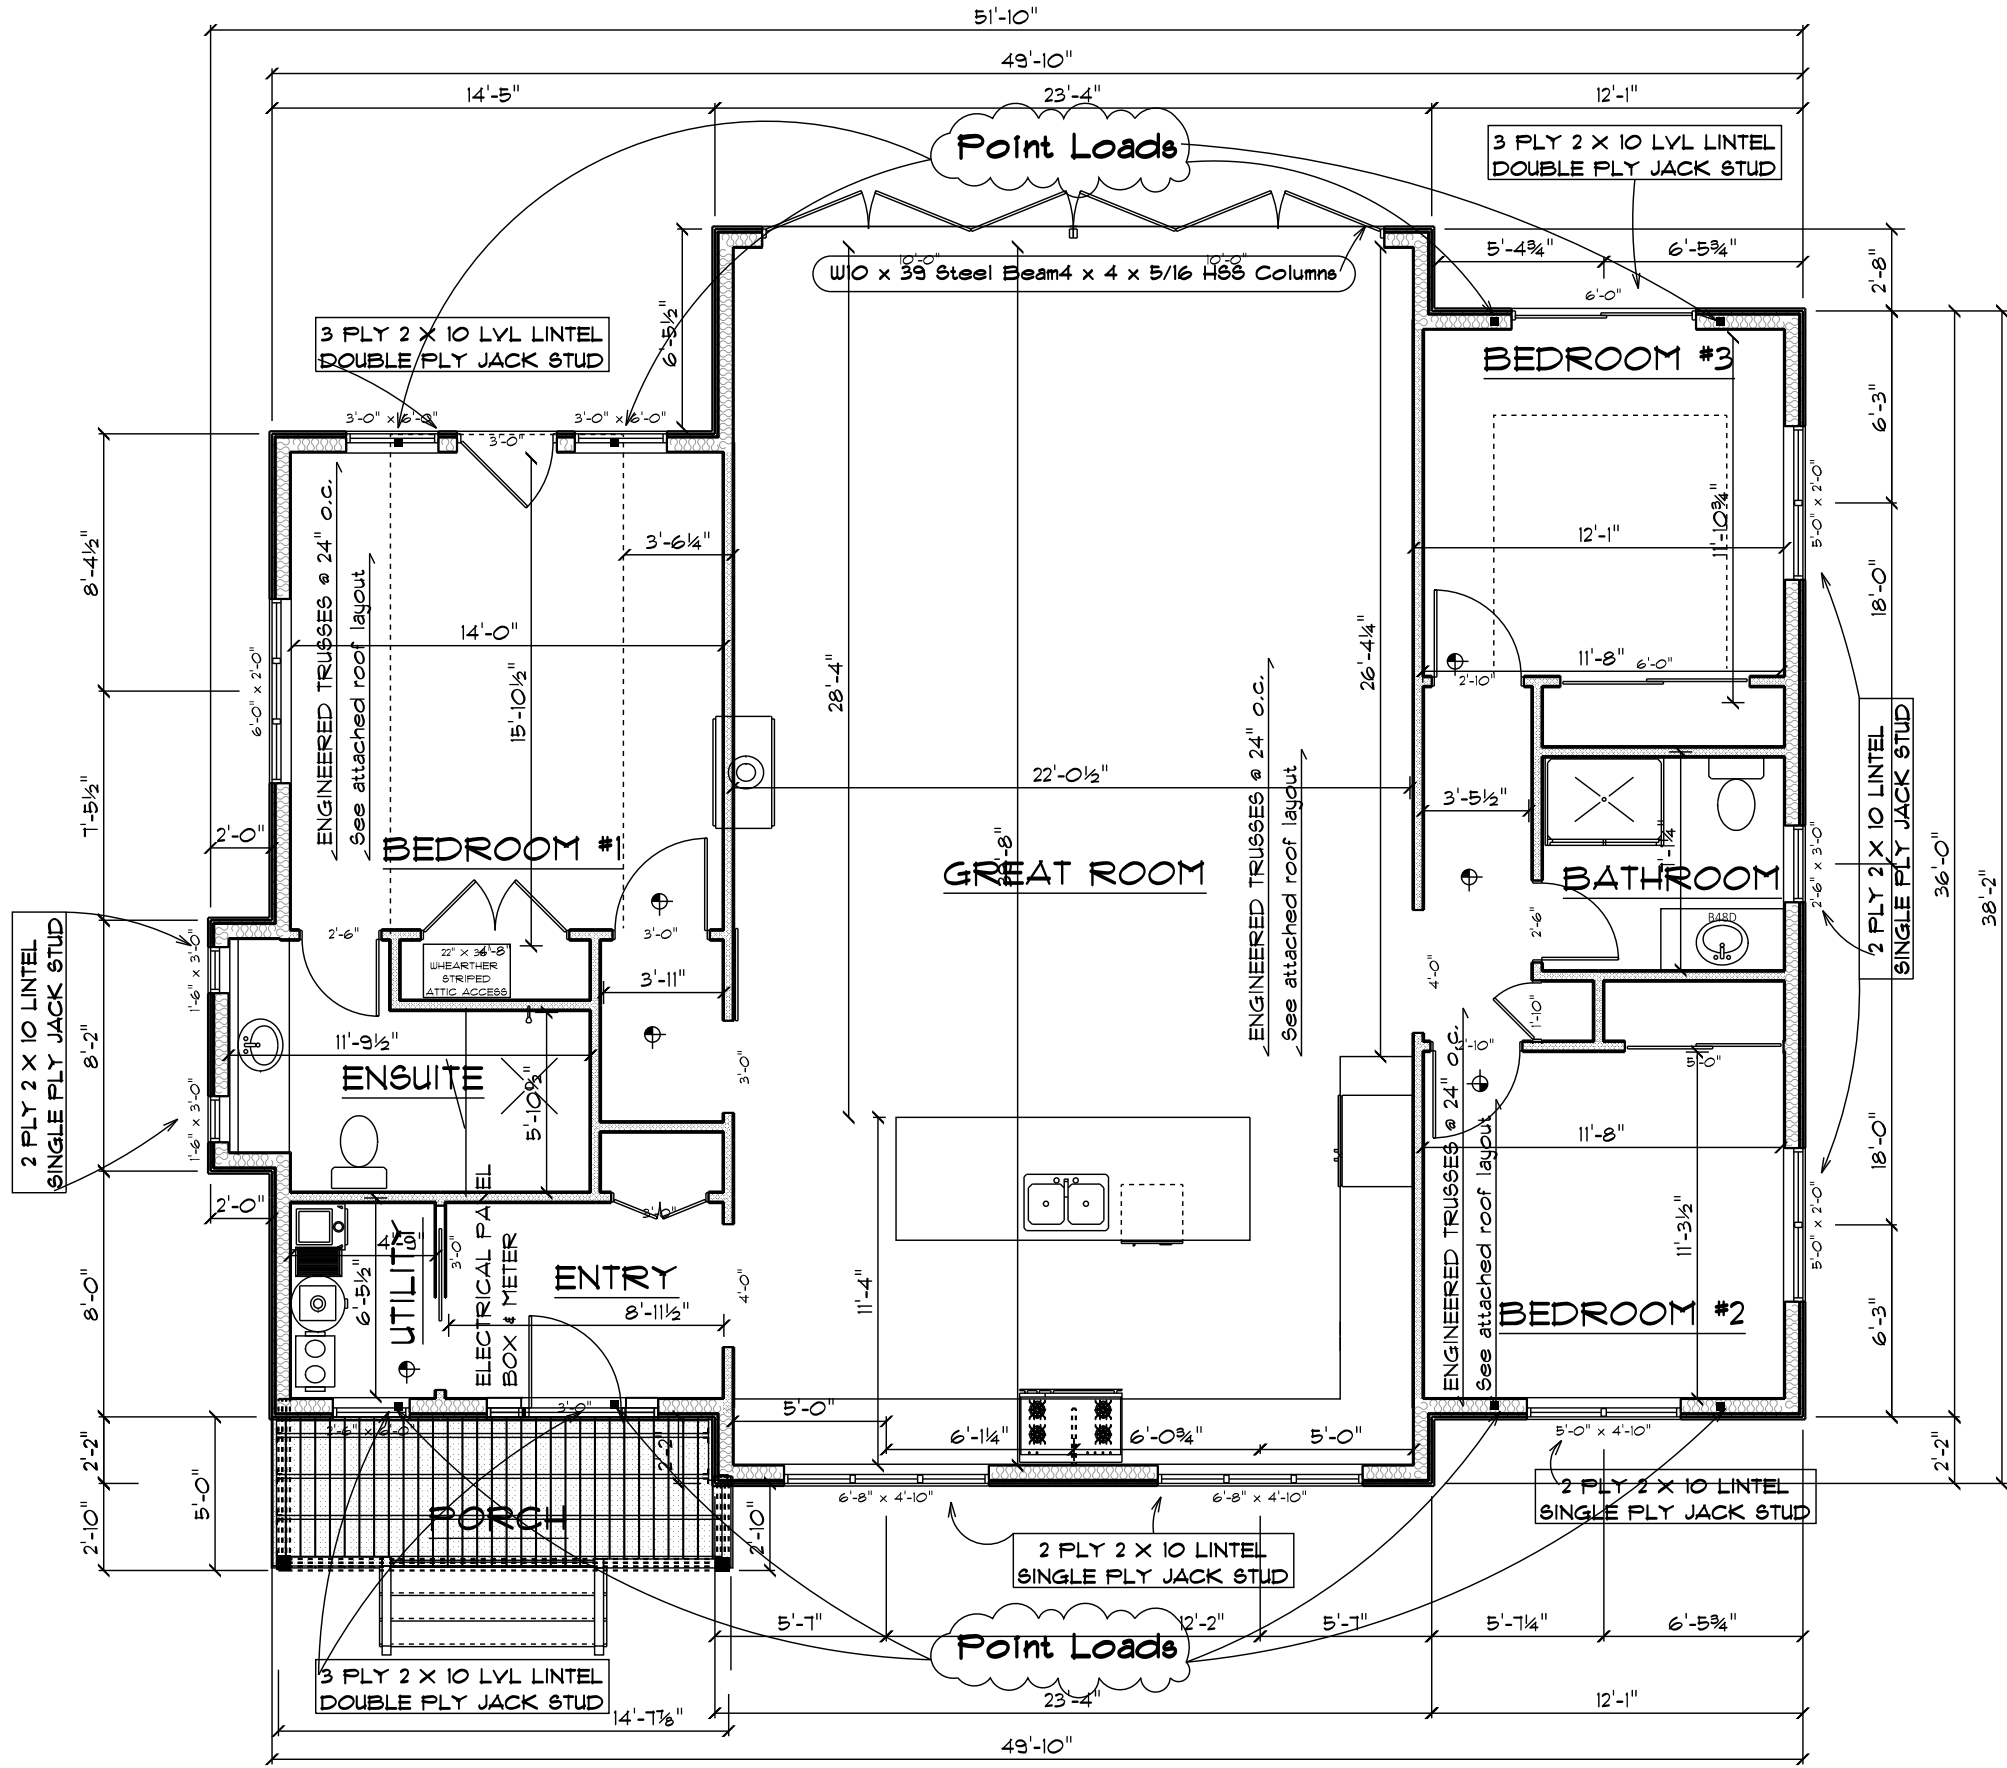 51'-10"
49'-10"
14'-5"
23'-4"
12'-1"
Point Loads
3 PLY 2 X 10 LVL LINTEL
DOUBLE PLY JACK STUD
5'-4¾"
6'-5¾"
2'-8"
10'-0"
10'-0"
W10 x 39 Steel Beam4 x 4 x 5/16 HSS Columns
6'-0"
6'-5½"
3 PLY 2 X 10 LVL LINTEL
DOUBLE PLY JACK STUD
BEDROOM #3
6'-3"
3'-0" x 6'-0"
3'-0" x 6'-0"
3'-0"
8'-4½"
ENGINEERED TRUSSES @ 24" o.c.
See attached roof layout
3'-6¼"
12'-1"
11'-10¾"
5'-0" x 2'-0"
18'-0"
14'-0"
15'-10½"
6'-0" x 2'-0"
28'-4"
26'-4¼"
11'-8"
6'-0"
2'-10"
22'-0½"
ENGINEERED TRUSSES @ 24" o.c.
See attached roof layout
3'-5½"
7'-5½"
2'-0"
BEDROOM #1
GREAT ROOM
BATHROOM
2'-6" x 3'-0"
2 PLY 2 X 10 LINTEL
SINGLE PLY JACK STUD
36'-0"
38'-2"
B48D
2'-6"
2'-6"
3'-0"
4'-8"
22" X
WHEARTHER
STRIPED
ATTIC ACCESS
3'-11"
4'-0"
1'-10"
2'-10"
5'-0"
2 PLY 2 X 10 LINTEL
SINGLE PLY JACK STUD
1'-6" x 3'-0"
1'-6" x 3'-0"
8'-2"
11'-9½"
ENSUITE
5'-10½"
3'-0"
11'-8"
18'-0"
ENGINEERED TRUSSES @ 24" o.c.
See attached roof layout
11'-3½"
5'-0" x 2'-0"
2'-0"
3'-0"
4'-9"
3'-0"
UTILITY
6'-5½"
ELECTRICAL PANEL
BOX & METER
ENTRY
8'-11½"
4'-0"
11'-4"
BEDROOM #2
6'-3"
8'-0"
2'-6" x 6'-0"
3'-0"
5'-0"
6'-1¼"
6'-0¾"
5'-0"
5'-0" x 4'-10"
2'-2"
2'-2"
2'-2"
5'-0"
2'-10"
2'-10"
PORCH
6'-8" x 4'-10"
6'-8" x 4'-10"
2 PLY 2 X 10 LINTEL
SINGLE PLY JACK STUD
2 PLY 2 X 10 LINTEL
SINGLE PLY JACK STUD
5'-7"
12'-2"
5'-7"
5'-7¼"
6'-5¾"
Point Loads
3 PLY 2 X 10 LVL LINTEL
DOUBLE PLY JACK STUD
14'-7⅞"
23'-4"
12'-1"
49'-10"